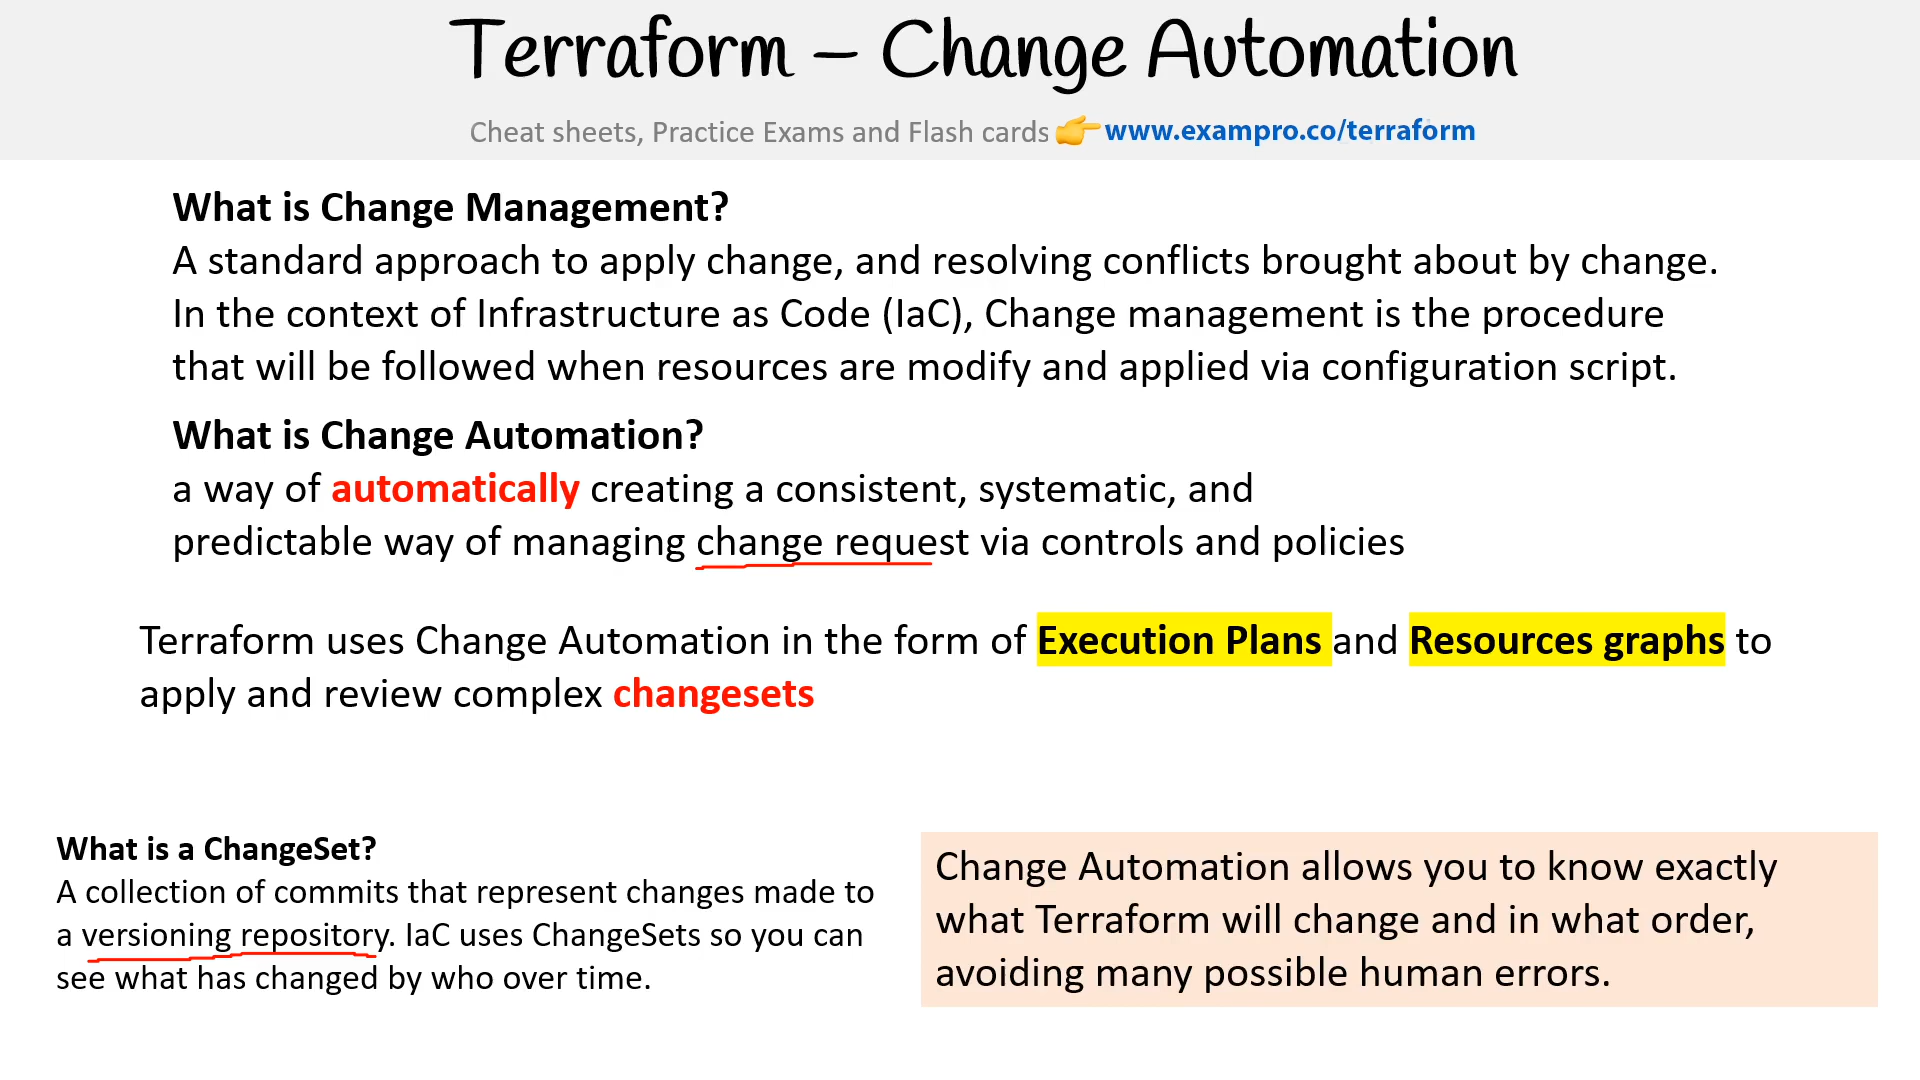 Terraform – Change Automation
Cheat sheets, Practice Exams and Flash cards 👉 www.exampro.co/terraform
What is Change Management?
A standard approach to apply change, and resolving conflicts brought about by change.
In the context of Infrastructure as Code (IaC), Change management is the procedure
that will be followed when resources are modify and applied via configuration script.
What is Change Automation?
a way of automatically creating a consistent, systematic, and
predictable way of managing change request via controls and policies
Terraform uses Change Automation in the form of Execution Plans and Resources graphs to
apply and review complex changesets
What is a ChangeSet?
A collection of commits that represent changes made to
a versioning repository. IaC uses ChangeSets so you can
see what has changed by who over time.
Change Automation allows you to know exactly
what Terraform will change and in what order,
avoiding many possible human errors.